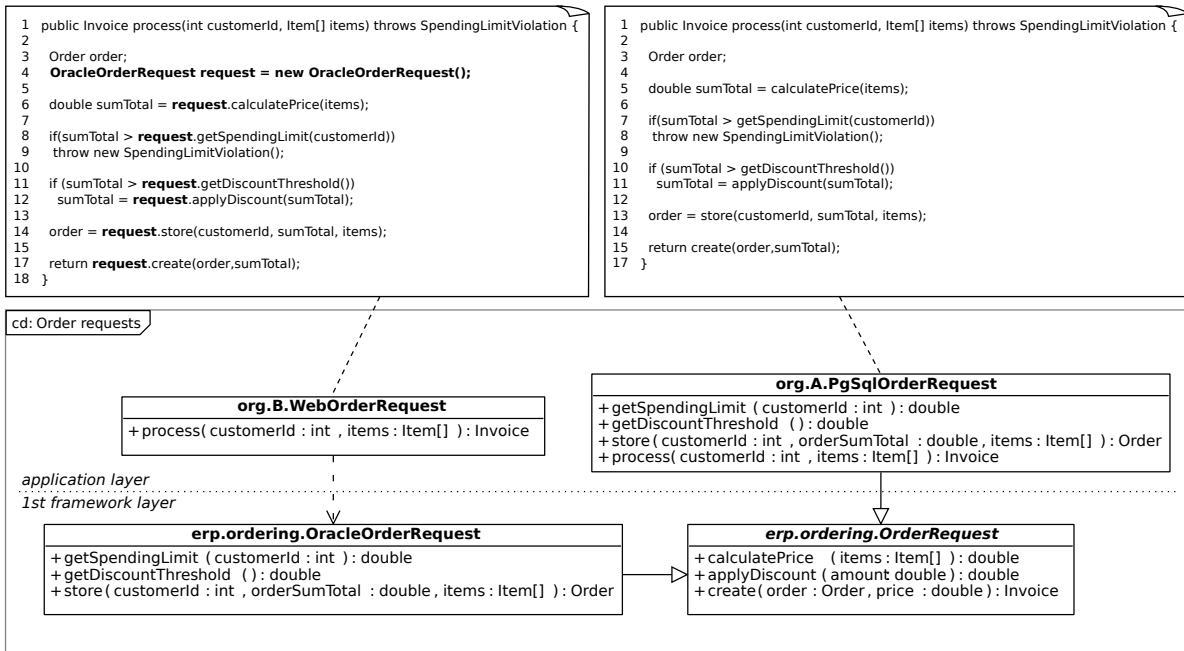 1 public Invoice process(int customerId, Item[] items) throws SpendingLimitViolation {
2
3 Order order;
4 OracleOrderRequest request = new OracleOrderRequest();
5
6 double sumTotal = request.calculatePrice(items);
7
8 if(sumTotal > request.getSpendingLimit(customerId))
9 throw new SpendingLimitViolation();
10
11 if (sumTotal > request.getDiscountThreshold())
12 sumTotal = request.applyDiscount(sumTotal);
13
14 order = request.store(customerId, sumTotal, items);
15
17 return request.create(order,sumTotal);
18 }
1 public Invoice process(int customerId, Item[] items) throws SpendingLimitViolation {
2
3 Order order;
4
5 double sumTotal = calculatePrice(items);
6
7 if(sumTotal > getSpendingLimit(customerId))
8 throw new SpendingLimitViolation();
9
10 if (sumTotal > getDiscountThreshold())
11 sumTotal = applyDiscount(sumTotal);
12
13 order = store(customerId, sumTotal, items);
14
15 return create(order,sumTotal);
17 }
cd: Order requests
org.B.WebOrderRequest
+process( customerId : int , items : Item[] ) : Invoice
org.A.PgSqlOrderRequest
+getSpendingLimit ( customerId : int ) : double
+getDiscountThreshold () : double
+store( customerId : int , orderSumTotal : double , items : Item[] ) : Order
+process( customerId : int , items : Item[] ) : Invoice
application layer
1st framework layer
erp.ordering.OracleOrderRequest
+getSpendingLimit ( customerId : int ) : double
+getDiscountThreshold () : double
+store( customerId : int , orderSumTotal : double , items : Item[] ) : Order
erp.ordering.OrderRequest
+calculatePrice ( items : Item[] ) : double
+applyDiscount ( amount: double ) : double
+create( order : Order , price : double ) : Invoice